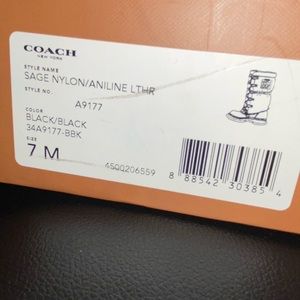 COACH
NEW YORK
STYLE NAME
SAGE NYLON/ANILINE LTHR
STYLE NO.
A9177
COLOR
BLACK/BLACK
34A9177-BBK
SIZE
7 M
4500206559
8 88542 30385 4